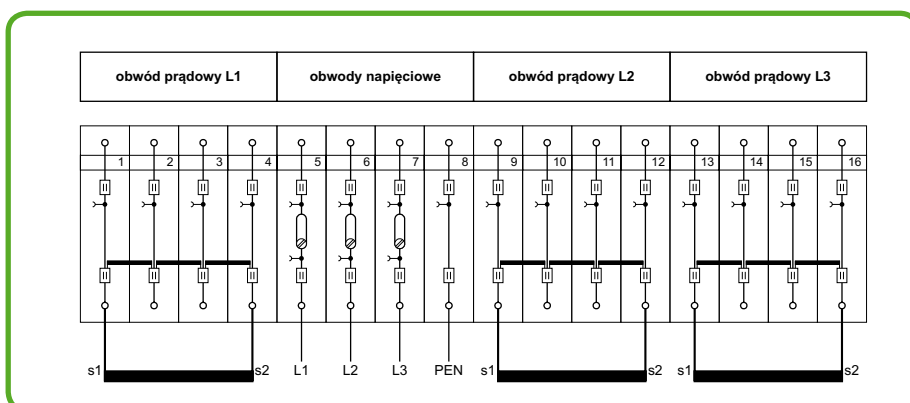 obwód prądowy L1 obwody napięciowe obwód prądowy L2 obwód prądowy L3
1 2 3 4 5 6 7 8 9 10 11 12 13 14 15 16
s1 s2 L1 L2 L3 PEN s1 s2 s1 s2